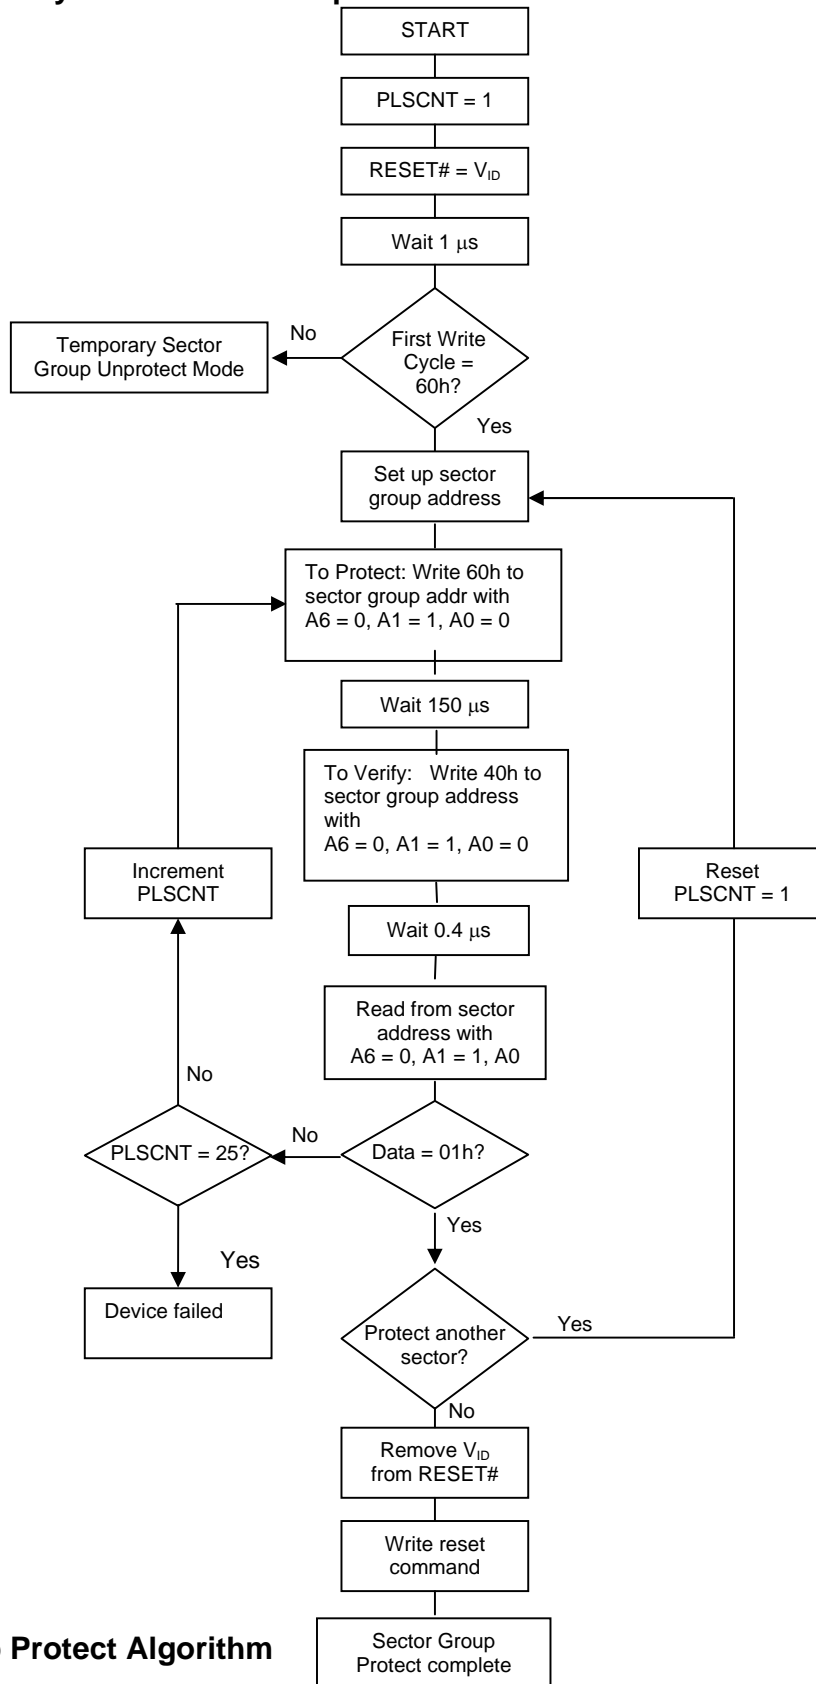 START
PLSCNT = 1
RESET# = VID
Wait 1 μs
First Write
Cycle =
60h?
No
Temporary Sector
Group Unprotect Mode
Yes
Set up sector
group address
To Protect: Write 60h to
sector group addr with
A6 = 0, A1 = 1, A0 = 0
Wait 150 μs
To Verify: Write 40h to
sector group address
with
A6 = 0, A1 = 1, A0 = 0
Increment
PLSCNT
Reset
PLSCNT = 1
Wait 0.4 μs
Read from sector
address with
A6 = 0, A1 = 1, A0
No
PLSCNT = 25?
No
Data = 01h?
Yes
Yes
Device failed
Protect another
sector?
Yes
No
Remove VID
from RESET#
Write reset
command
Protect Algorithm
Sector Group
Protect complete